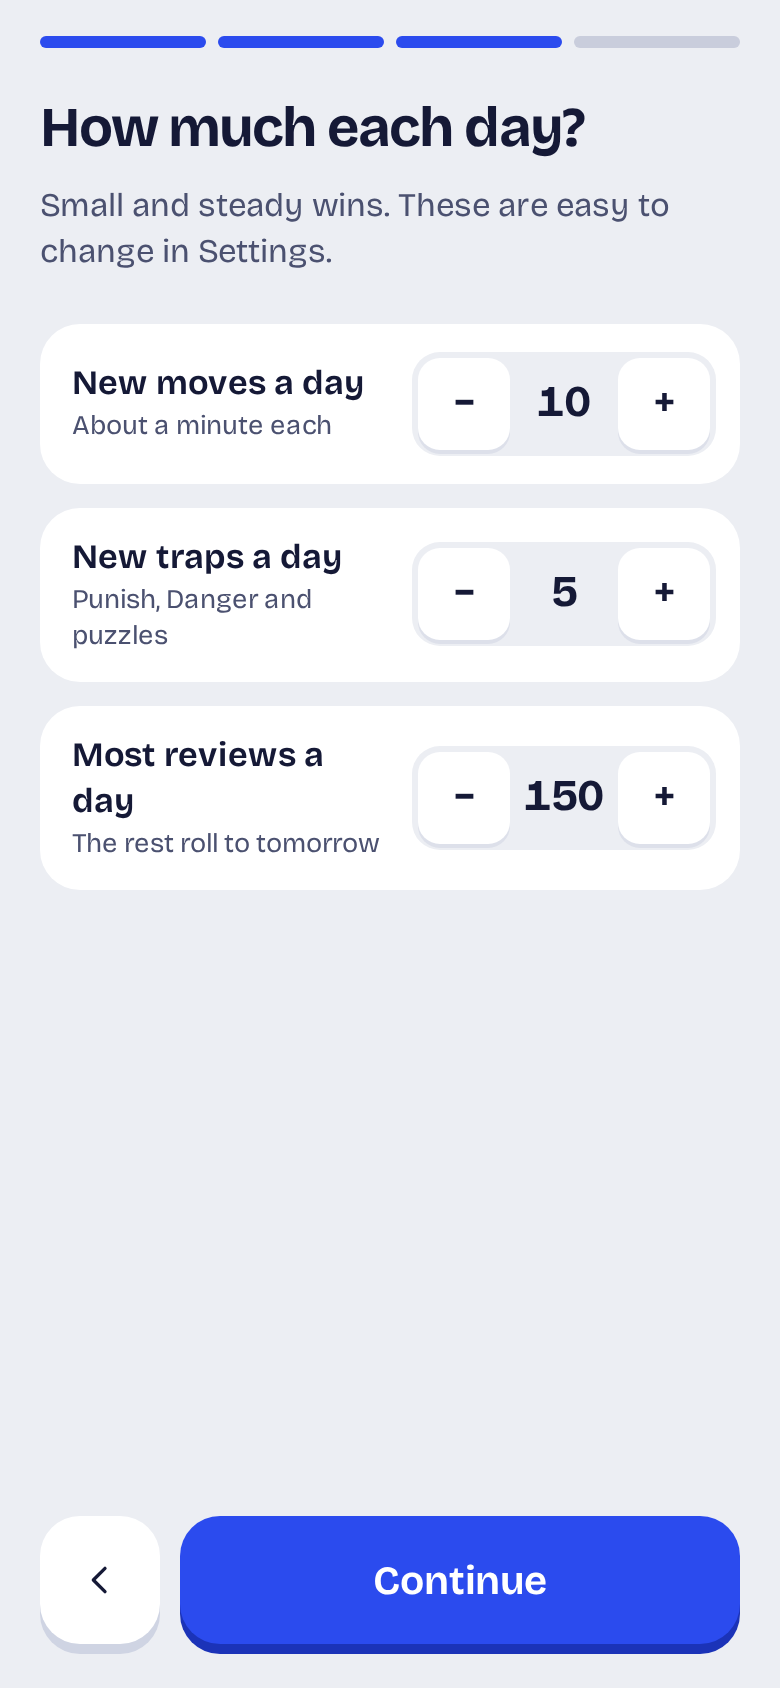 How much each day?
Small and steady wins. These are easy to
change in Settings.
New moves a day
About a minute each
− 10 +
New traps a day
Punish, Danger and
puzzles
− 5 +
Most reviews a
day
The rest roll to tomorrow
− 150 +
Continue